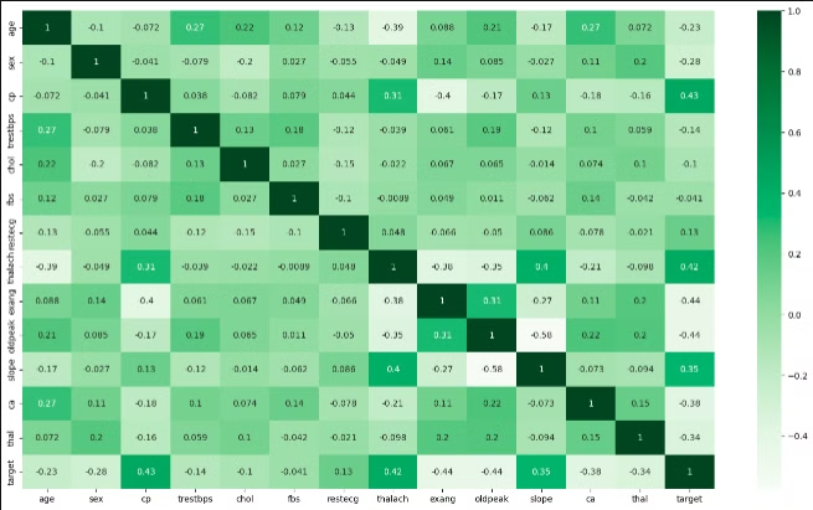 age 1 -0.1 -0.072 0.27 0.22 0.12 -0.13 -0.39 0.088 0.21 -0.17 0.27 0.072 -0.23
sex -0.1 1 -0.041 -0.079 -0.2 0.027 -0.055 -0.049 0.14 0.085 -0.027 0.11 0.2 -0.28
cp -0.072 -0.041 1 0.038 -0.082 0.079 0.044 0.31 -0.4 -0.17 0.13 -0.18 -0.16 0.43
trestbps 0.27 -0.079 0.038 1 0.13 0.18 -0.12 -0.039 0.061 0.19 -0.12 0.1 0.059 -0.14
chol 0.22 -0.2 -0.082 0.13 1 0.027 -0.15 -0.022 0.067 0.065 -0.014 0.074 0.1 -0.1
fbs 0.12 0.027 0.079 0.18 0.027 1 -0.1 -0.0089 0.049 0.011 -0.062 0.14 -0.042 -0.041
restecg -0.13 -0.055 0.044 -0.12 -0.15 -0.1 1 0.048 -0.066 -0.05 0.086 -0.078 -0.021 0.13
thalach -0.39 -0.049 0.31 -0.039 -0.022 -0.0089 0.048 1 -0.38 -0.35 0.4 -0.21 -0.098 0.42
exang 0.088 0.14 -0.4 0.061 0.067 0.049 -0.066 -0.38 1 0.31 -0.27 0.11 0.2 -0.44
oldpeak 0.21 0.085 -0.17 0.19 0.065 0.011 -0.05 -0.35 0.31 1 -0.58 0.22 0.2 -0.44
slope -0.17 -0.027 0.13 -0.12 -0.014 -0.062 0.086 0.4 -0.27 -0.58 1 -0.073 -0.094 0.35
ca 0.27 0.11 -0.18 0.1 0.074 0.14 -0.078 -0.21 0.11 0.22 -0.073 1 0.15 -0.38
thal 0.072 0.2 -0.16 0.059 0.1 -0.042 -0.021 -0.098 0.2 0.2 -0.094 0.15 1 -0.34
target -0.23 -0.28 0.43 -0.14 -0.1 -0.041 0.13 0.42 -0.44 -0.44 0.35 -0.38 -0.34 1
age sex cp trestbps chol fbs restecg thalach exang oldpeak slope ca thal target
1.0
0.8
0.6
0.4
0.2
0.0
-0.2
-0.4